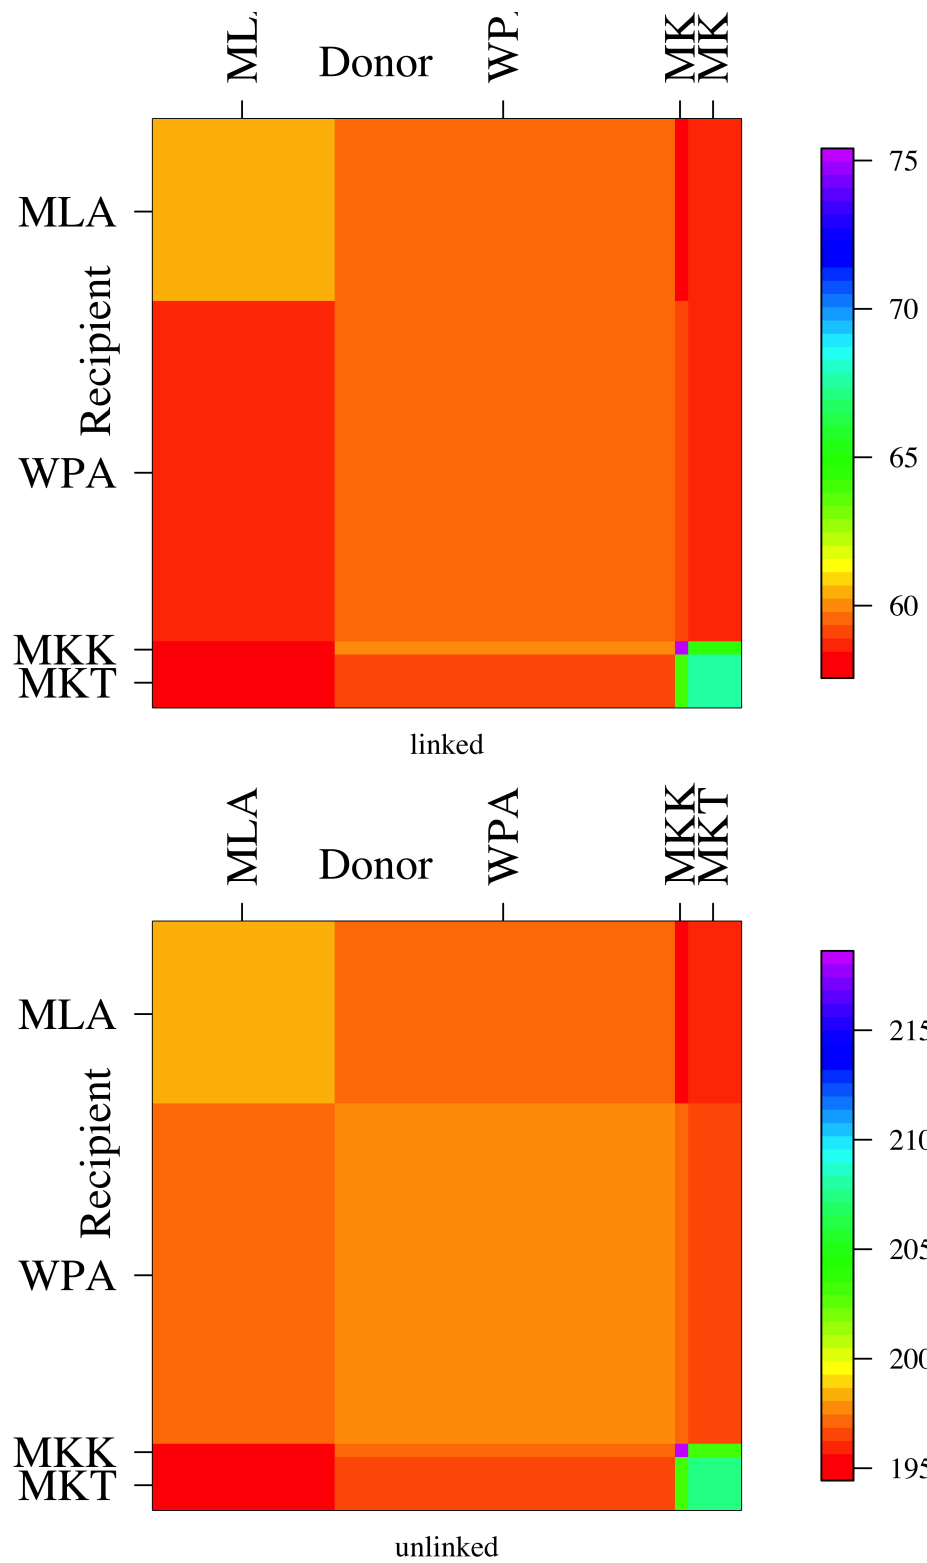 ML
Donor
WP
MK
MK
MLA
Recipient
WPA
MKK
MKT
75
70
65
60
linked
MLA
Donor
WPA
MKK
MKT
MLA
Recipient
WPA
MKK
MKT
215
210
205
200
195
unlinked